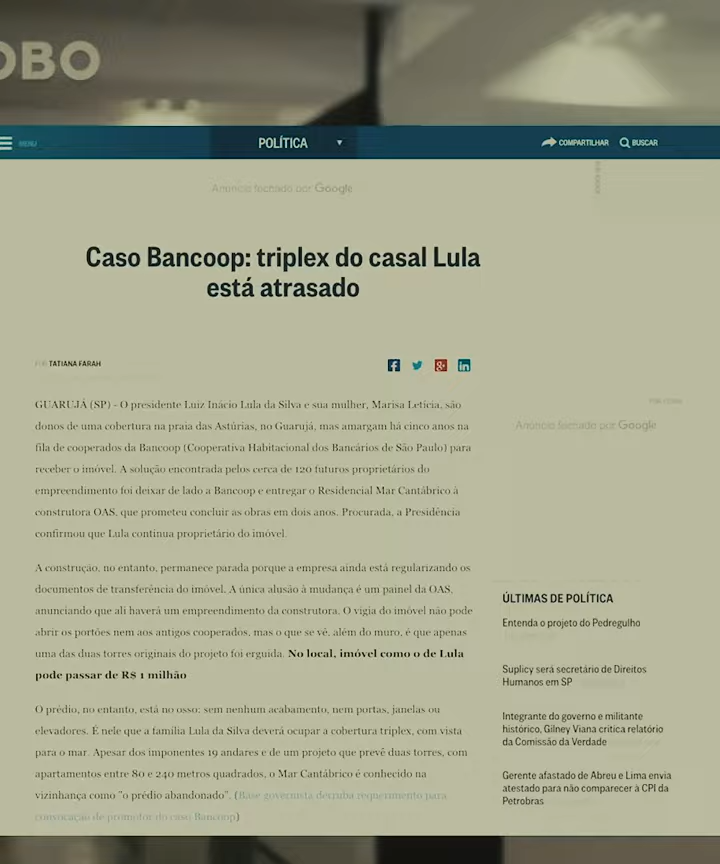 OBO
MENU
POLÍTICA
COMPARTILHAR
BUSCAR
Anúncio fechado por Google
Caso Bancoop: triplex do casal Lula
está atrasado
POR TATIANA FARAH
GUARUJÁ (SP) - O presidente Luiz Inácio Lula da Silva e sua mulher, Marisa Letícia, são
donos de uma cobertura na praia das Astúrias, no Guarujá, mas amargam há cinco anos na
fila de cooperados da Bancoop (Cooperativa Habitacional dos Bancários de São Paulo) para
receber o imóvel. A solução encontrada pelos cerca de 120 futuros proprietários do
empreendimento foi deixar de lado a Bancoop e entregar o Residencial Mar Cantábrico à
construtora OAS, que prometeu concluir as obras em dois anos. Procurada, a Presidência
confirmou que Lula continua proprietário do imóvel.
A construção, no entanto, permanece parada porque a empresa ainda está regularizando os
documentos de transferência do imóvel. A única alusão à mudança é um painel da OAS,
anunciando que ali haverá um empreendimento da construtora. O vigia do imóvel não pode
abrir os portões nem aos antigos cooperados, mas o que se vê, além do muro, é que apenas
uma das duas torres originais do projeto foi erguida. No local, imóvel como o de Lula
pode passar de R$ 1 milhão
O prédio, no entanto, está no osso: sem nenhum acabamento, nem portas, janelas ou
elevadores. É nele que a família Lula da Silva deverá ocupar a cobertura triplex, com vista
para o mar. Apesar dos imponentes 19 andares e de um projeto que prevê duas torres, com
apartamentos entre 80 e 240 metros quadrados, o Mar Cantábrico é conhecido na
vizinhança como "o prédio abandonado". (Base governista derruba requerimento para
convocação de promotor do caso Bancoop)
Anúncio fechado por Google
ÚLTIMAS DE POLÍTICA
Entenda o projeto do Pedregulho
Suplicy será secretário de Direitos
Humanos em SP
Integrante do governo e militante
histórico, Gilney Viana critica relatório
da Comissão da Verdade
Gerente afastado de Abreu e Lima envia
atestado para não comparecer à CPI da
Petrobras